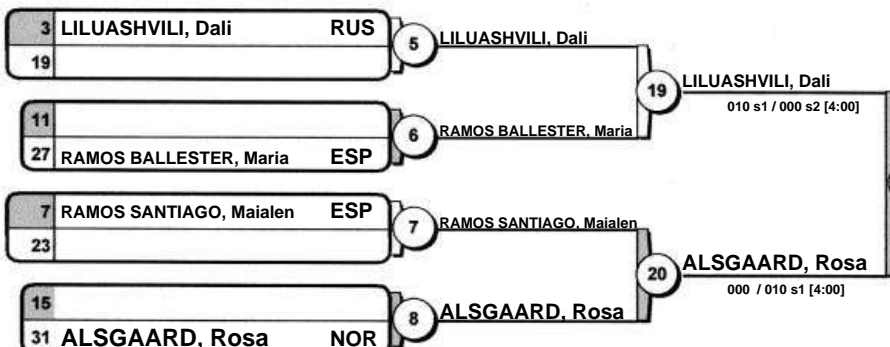 3 LILUASHVILI, Dali RUS
19
5
LILUASHVILI, Dali
11
27 RAMOS BALLESTER, Maria ESP
6
RAMOS BALLESTER, Maria
19
LILUASHVILI, Dali
010 s1 / 000 s2 [4:00]
7 RAMOS SANTIAGO, Maialen ESP
23
7
RAMOS SANTIAGO, Maialen
15
31 ALSGAARD, Rosa NOR
8
ALSGAARD, Rosa
20
ALSGAARD, Rosa
000 / 010 s1 [4:00]